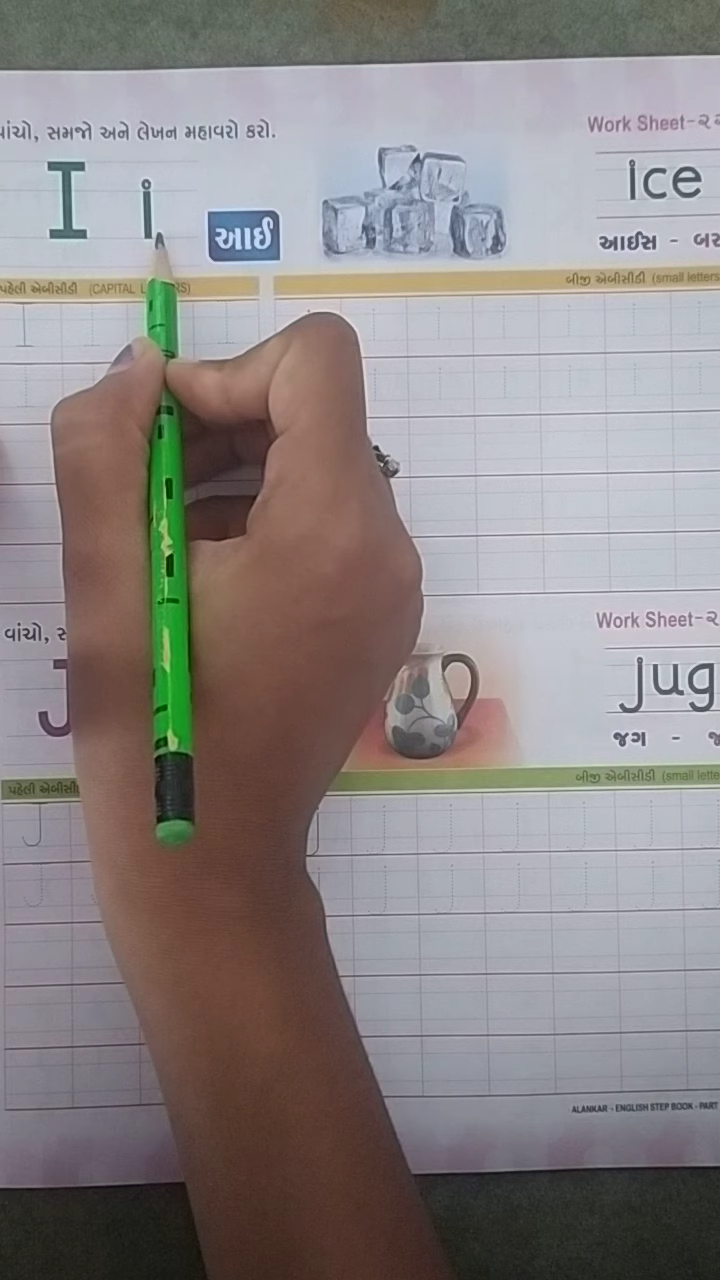 વાંચો, સમજો અને લેખન મહાવરો કરો.
Work Sheet-૨૨
I i
આઈ
ice
આઈસ -
પહેલી એબીસીડી (CAPITAL
બીજી એબીસીડી (small letters
વાંચો,
Work Sheet-૨
J
jug
જગ -
પહેલી
બીજી એબીસીડી (small lette
ALANKAR - ENGLISH STEP BOOK - PART